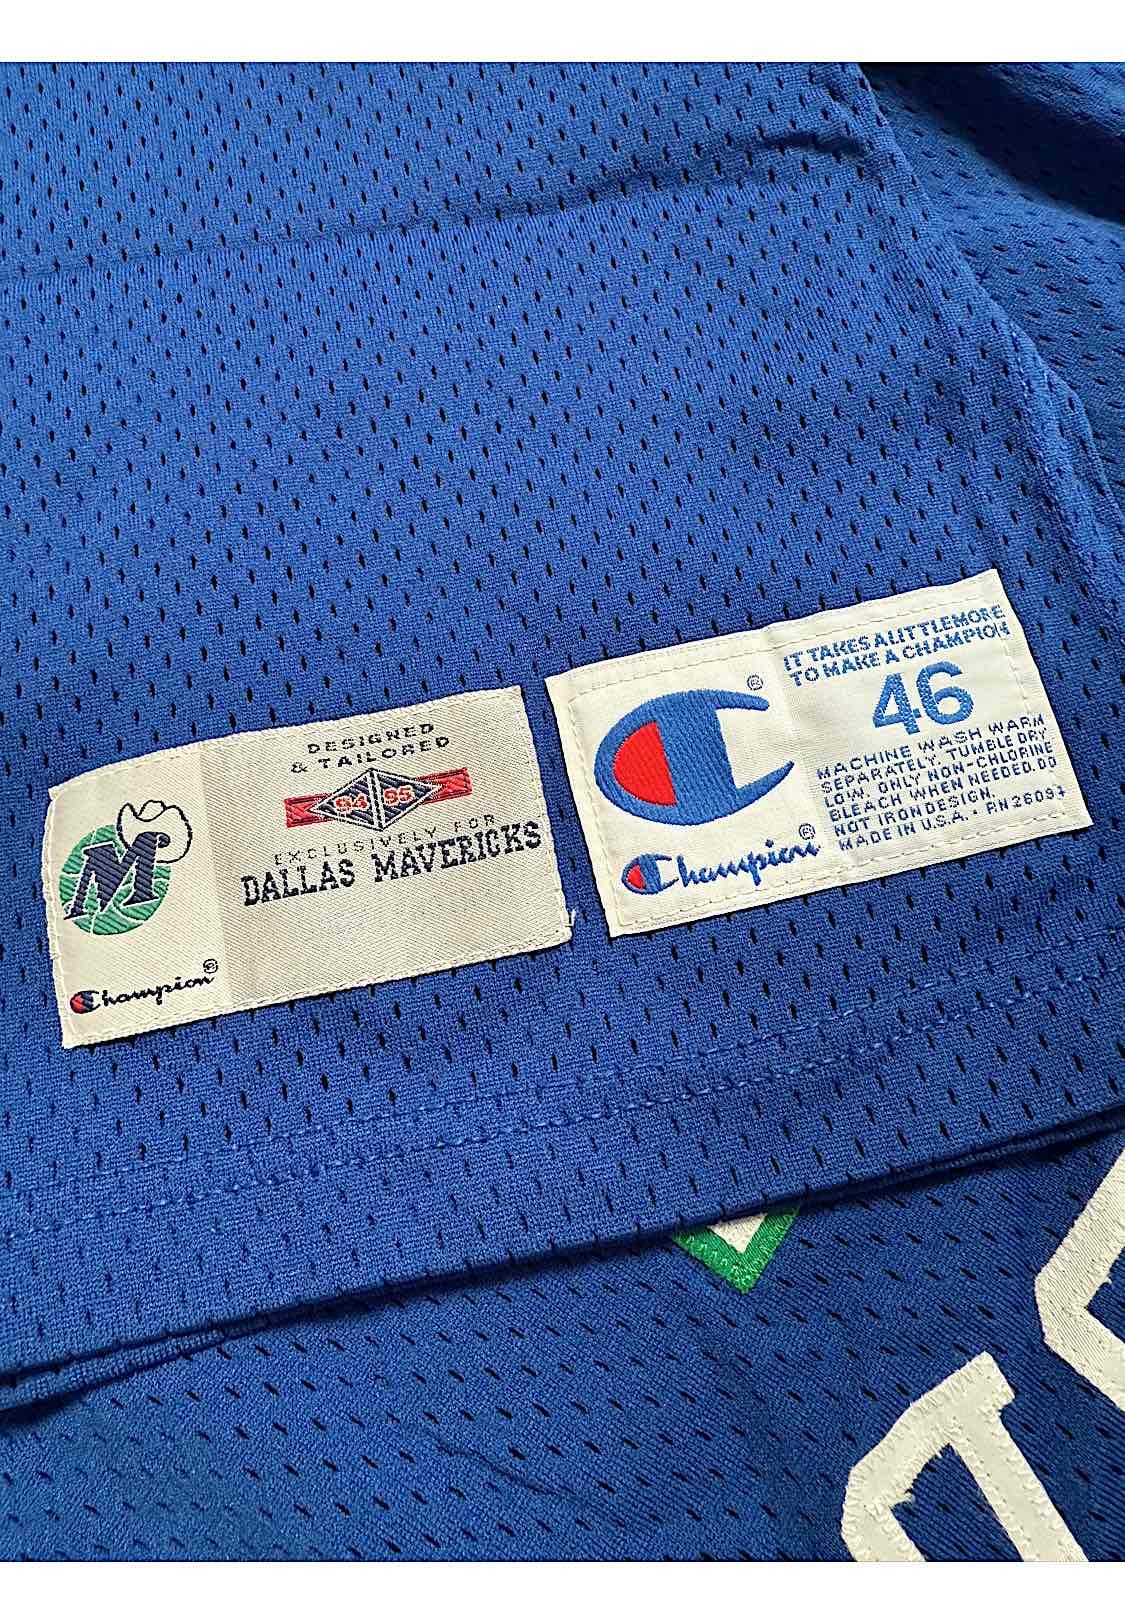 DESIGNED
& TAILORED
94 95
EXCLUSIVELY FOR
DALLAS MAVERICKS
M
Champion®
IT TAKES A LITTLE MORE
TO MAKE A CHAMPION
46
MACHINE WASH WARM
SEPARATELY. TUMBLE DRY
LOW. ONLY NON-CHLORINE
BLEACH WHEN NEEDED. DO
NOT IRON DESIGN.
MADE IN U.S.A. • RN26097
C®
Champion®